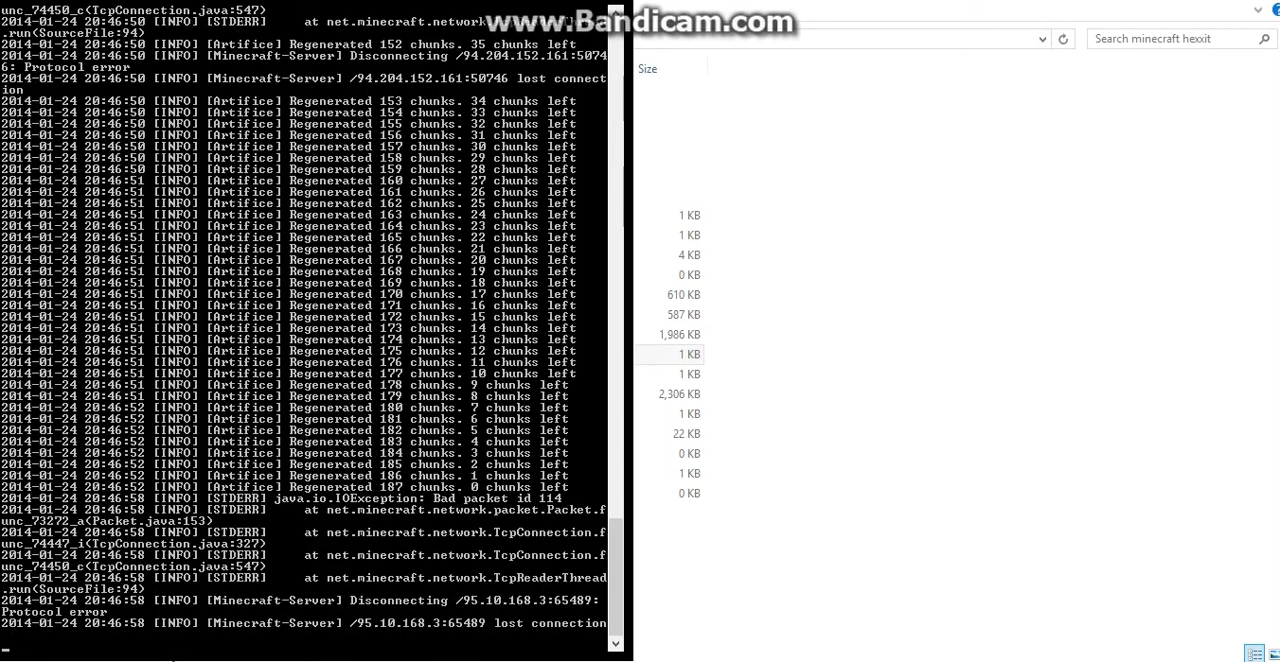 unc_74450_c(TcpConnection.java:547)
2014-01-24 20:46:50 [INFO] [STDERR]     at net.minecraft.network.
www.Bandicam.com
.run(SourceFile:94)
2014-01-24 20:46:50 [INFO] [Artifice] Regenerated 152 chunks. 35 chunks left
2014-01-24 20:46:50 [INFO] [Minecraft-Server] Disconnecting /94.204.152.161:5074
6: Protocol error
2014-01-24 20:46:50 [INFO] [Minecraft-Server] /94.204.152.161:50746 lost connect
ion
2014-01-24 20:46:50 [INFO] [Artifice] Regenerated 153 chunks. 34 chunks left
2014-01-24 20:46:50 [INFO] [Artifice] Regenerated 154 chunks. 33 chunks left
2014-01-24 20:46:50 [INFO] [Artifice] Regenerated 155 chunks. 32 chunks left
2014-01-24 20:46:50 [INFO] [Artifice] Regenerated 156 chunks. 31 chunks left
2014-01-24 20:46:50 [INFO] [Artifice] Regenerated 157 chunks. 30 chunks left
2014-01-24 20:46:50 [INFO] [Artifice] Regenerated 158 chunks. 29 chunks left
2014-01-24 20:46:50 [INFO] [Artifice] Regenerated 159 chunks. 28 chunks left
2014-01-24 20:46:51 [INFO] [Artifice] Regenerated 160 chunks. 27 chunks left
2014-01-24 20:46:51 [INFO] [Artifice] Regenerated 161 chunks. 26 chunks left
2014-01-24 20:46:51 [INFO] [Artifice] Regenerated 162 chunks. 25 chunks left
2014-01-24 20:46:51 [INFO] [Artifice] Regenerated 163 chunks. 24 chunks left
2014-01-24 20:46:51 [INFO] [Artifice] Regenerated 164 chunks. 23 chunks left
2014-01-24 20:46:51 [INFO] [Artifice] Regenerated 165 chunks. 22 chunks left
2014-01-24 20:46:51 [INFO] [Artifice] Regenerated 166 chunks. 21 chunks left
2014-01-24 20:46:51 [INFO] [Artifice] Regenerated 167 chunks. 20 chunks left
2014-01-24 20:46:51 [INFO] [Artifice] Regenerated 168 chunks. 19 chunks left
2014-01-24 20:46:51 [INFO] [Artifice] Regenerated 169 chunks. 18 chunks left
2014-01-24 20:46:51 [INFO] [Artifice] Regenerated 170 chunks. 17 chunks left
2014-01-24 20:46:51 [INFO] [Artifice] Regenerated 171 chunks. 16 chunks left
2014-01-24 20:46:51 [INFO] [Artifice] Regenerated 172 chunks. 15 chunks left
2014-01-24 20:46:51 [INFO] [Artifice] Regenerated 173 chunks. 14 chunks left
2014-01-24 20:46:51 [INFO] [Artifice] Regenerated 174 chunks. 13 chunks left
2014-01-24 20:46:51 [INFO] [Artifice] Regenerated 175 chunks. 12 chunks left
2014-01-24 20:46:51 [INFO] [Artifice] Regenerated 176 chunks. 11 chunks left
2014-01-24 20:46:51 [INFO] [Artifice] Regenerated 177 chunks. 10 chunks left
2014-01-24 20:46:51 [INFO] [Artifice] Regenerated 178 chunks. 9 chunks left
2014-01-24 20:46:51 [INFO] [Artifice] Regenerated 179 chunks. 8 chunks left
2014-01-24 20:46:52 [INFO] [Artifice] Regenerated 180 chunks. 7 chunks left
2014-01-24 20:46:52 [INFO] [Artifice] Regenerated 181 chunks. 6 chunks left
2014-01-24 20:46:52 [INFO] [Artifice] Regenerated 182 chunks. 5 chunks left
2014-01-24 20:46:52 [INFO] [Artifice] Regenerated 183 chunks. 4 chunks left
2014-01-24 20:46:52 [INFO] [Artifice] Regenerated 184 chunks. 3 chunks left
2014-01-24 20:46:52 [INFO] [Artifice] Regenerated 185 chunks. 2 chunks left
2014-01-24 20:46:52 [INFO] [Artifice] Regenerated 186 chunks. 1 chunks left
2014-01-24 20:46:52 [INFO] [Artifice] Regenerated 187 chunks. 0 chunks left
2014-01-24 20:46:58 [INFO] [STDERR] java.io.IOException: Bad packet id 114
2014-01-24 20:46:58 [INFO] [STDERR]     at net.minecraft.network.packet.Packet.f
unc_73272_a(Packet.java:153)
2014-01-24 20:46:58 [INFO] [STDERR]     at net.minecraft.network.TcpConnection.f
unc_74447_i(TcpConnection.java:327)
2014-01-24 20:46:58 [INFO] [STDERR]     at net.minecraft.network.TcpConnection.f
unc_74450_c(TcpConnection.java:547)
2014-01-24 20:46:58 [INFO] [STDERR]     at net.minecraft.network.TcpReaderThread
.run(SourceFile:94)
2014-01-24 20:46:58 [INFO] [Minecraft-Server] Disconnecting /95.10.168.3:65489:
Protocol error
2014-01-24 20:46:58 [INFO] [Minecraft-Server] /95.10.168.3:65489 lost connection
Search minecraft hexxit
Size
1 KB
1 KB
4 KB
0 KB
610 KB
587 KB
1,986 KB
1 KB
1 KB
2,306 KB
1 KB
22 KB
0 KB
1 KB
0 KB